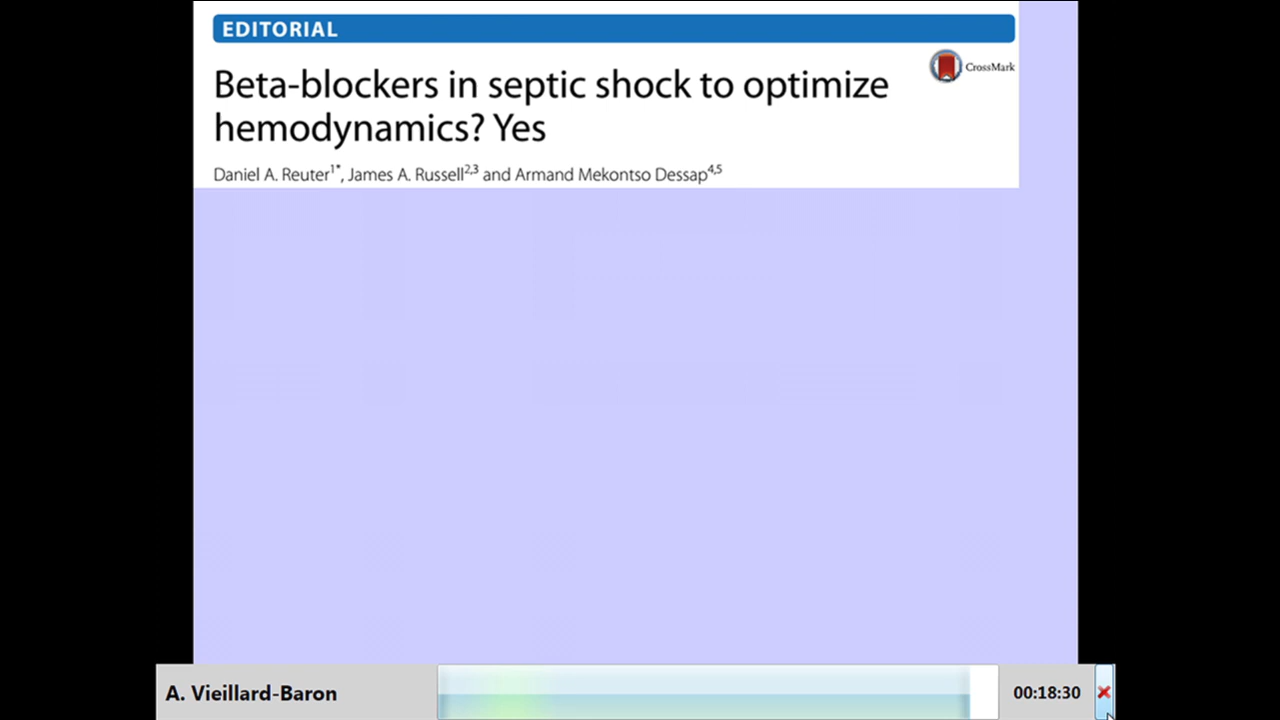 EDITORIAL
CrossMark
Beta-blockers in septic shock to optimize
hemodynamics? Yes
Daniel A. Reuter1*, James A. Russell2,3 and Armand Mekontso Dessap4,5
A. Vieillard-Baron
00:18:30